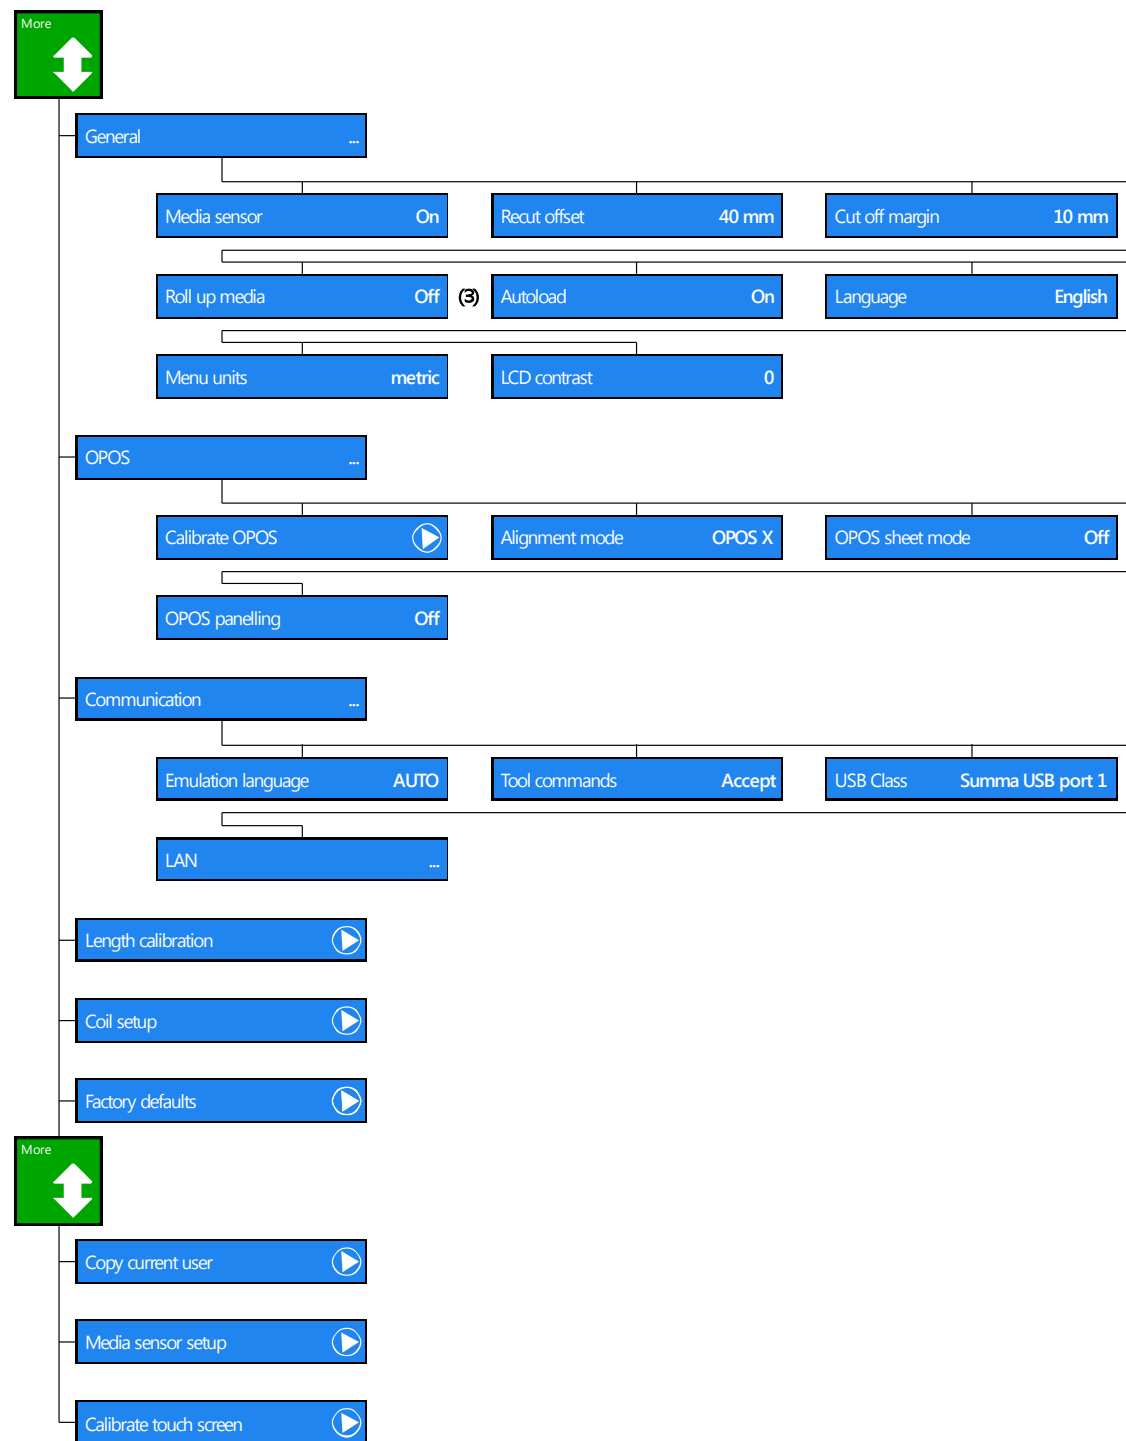 More
General ...
Media sensor On Recut offset 40 mm Cut off margin 10 mm
Roll up media Off (3) Autoload On Language English
Menu units metric LCD contrast 0
OPOS ...
Calibrate OPOS Alignment mode OPOS X OPOS sheet mode Off
OPOS panelling Off
Communication ...
Emulation language AUTO Tool commands Accept USB Class Summa USB port 1
LAN ...
Length calibration
Coil setup
Factory defaults
More
Copy current user
Media sensor setup
Calibrate touch screen